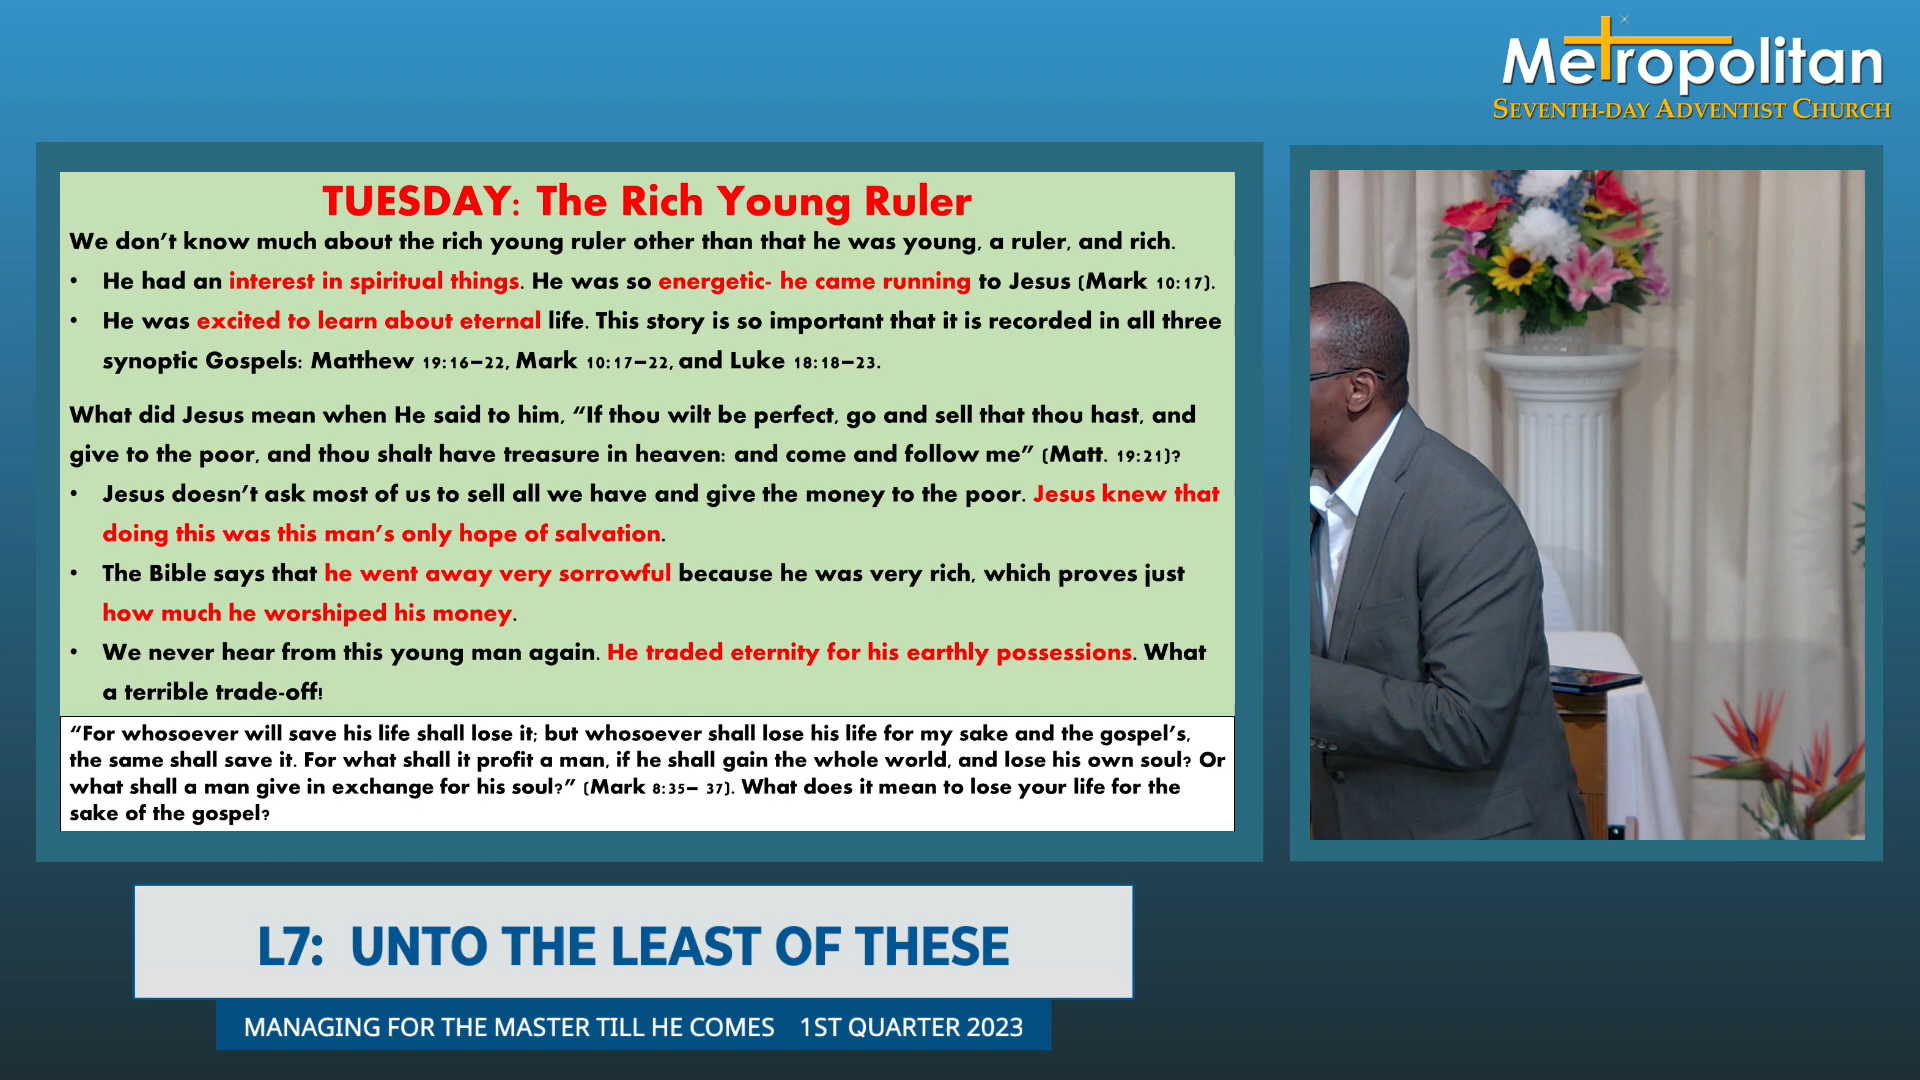 Metropolitan
SEVENTH-DAY ADVENTIST CHURCH
TUESDAY: The Rich Young Ruler
We don't know much about the rich young ruler other than that he was young, a ruler, and rich.
• He had an interest in spiritual things. He was so energetic- he came running to Jesus (Mark 10:17).
• He was excited to learn about eternal life. This story is so important that it is recorded in all three
synoptic Gospels: Matthew 19:16–22, Mark 10:17–22, and Luke 18:18–23.
What did Jesus mean when He said to him, “If thou wilt be perfect, go and sell that thou hast, and
give to the poor, and thou shalt have treasure in heaven: and come and follow me” (Matt. 19:21)?
• Jesus doesn't ask most of us to sell all we have and give the money to the poor. Jesus knew that
doing this was this man's only hope of salvation.
• The Bible says that he went away very sorrowful because he was very rich, which proves just
how much he worshiped his money.
• We never hear from this young man again. He traded eternity for his earthly possessions. What
a terrible trade-off!
“For whosoever will save his life shall lose it; but whosoever shall lose his life for my sake and the gospel's,
the same shall save it. For what shall it profit a man, if he shall gain the whole world, and lose his own soul? Or
what shall a man give in exchange for his soul?” (Mark 8:35– 37). What does it mean to lose your life for the
sake of the gospel?
L7: UNTO THE LEAST OF THESE
MANAGING FOR THE MASTER TILL HE COMES 1ST QUARTER 2023